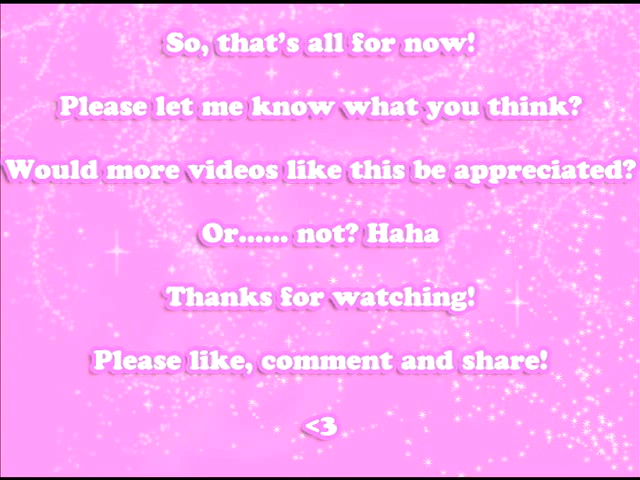 So, that's all for now!
Please let me know what you think?
Would more videos like this be appreciated?
Or...... not? Haha
Thanks for watching!
Please like, comment and share!
<3